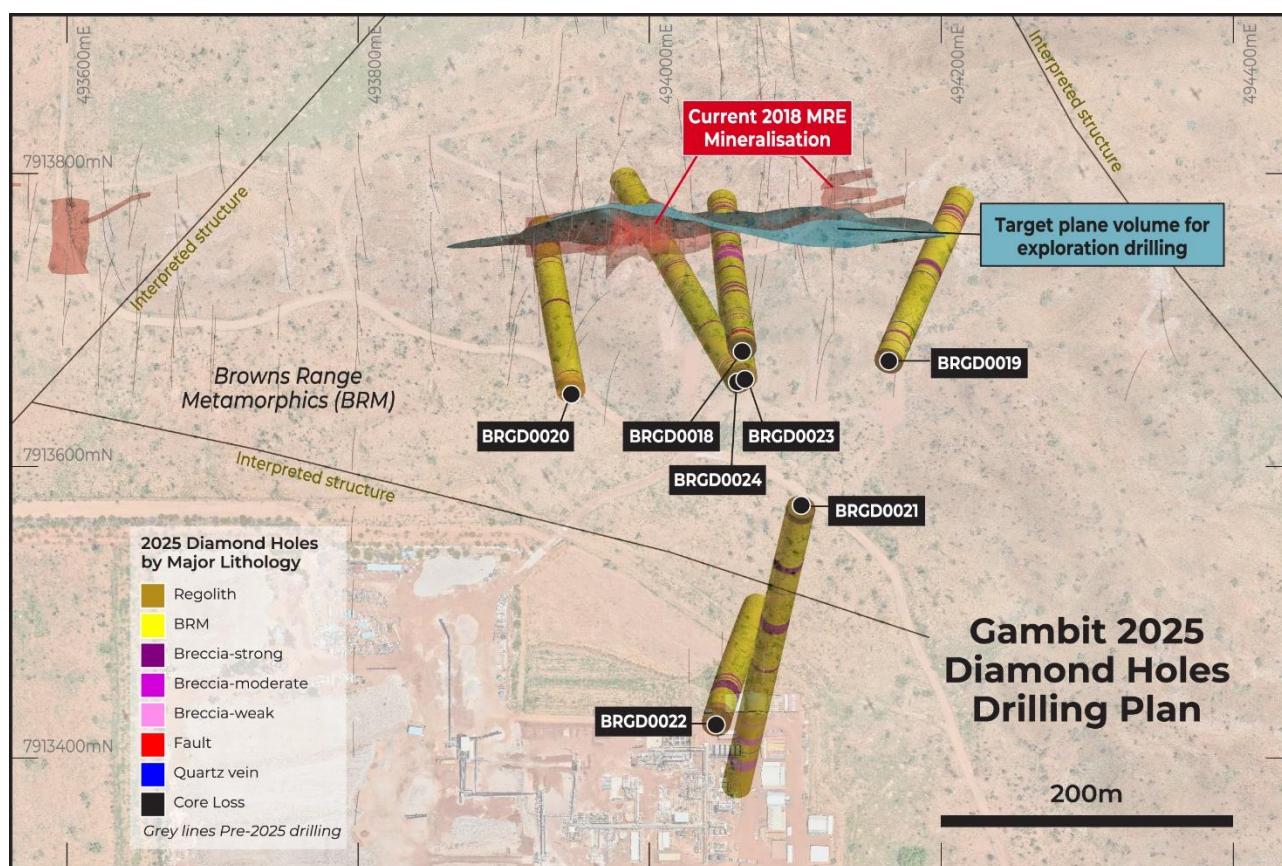 493600mE
493800mE
494000mE
494200mE
494400mE
7913800mN
7913600mN
7913400mN
Interpreted structure
Interpreted structure
Interpreted structure
Current 2018 MRE
Mineralisation
Target plane volume for
exploration drilling
Browns Range
Metamorphics (BRM)
BRGD0019
BRGD0020
BRGD0018
BRGD0023
BRGD0024
BRGD0021
BRGD0022
2025 Diamond Holes
by Major Lithology
Regolith
BRM
Breccia-strong
Breccia-moderate
Breccia-weak
Fault
Quartz vein
Core Loss
Grey lines Pre-2025 drilling
Gambit 2025
Diamond Holes
Drilling Plan
200m